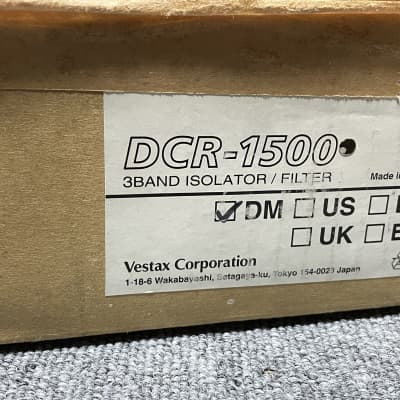 DCR-1500
3BAND ISOLATOR / FILTER Made in
DM US
UK
Vestax Corporation
1-18-6 Wakabayashi, Setagaya-ku, Tokyo 154-0023 Japan